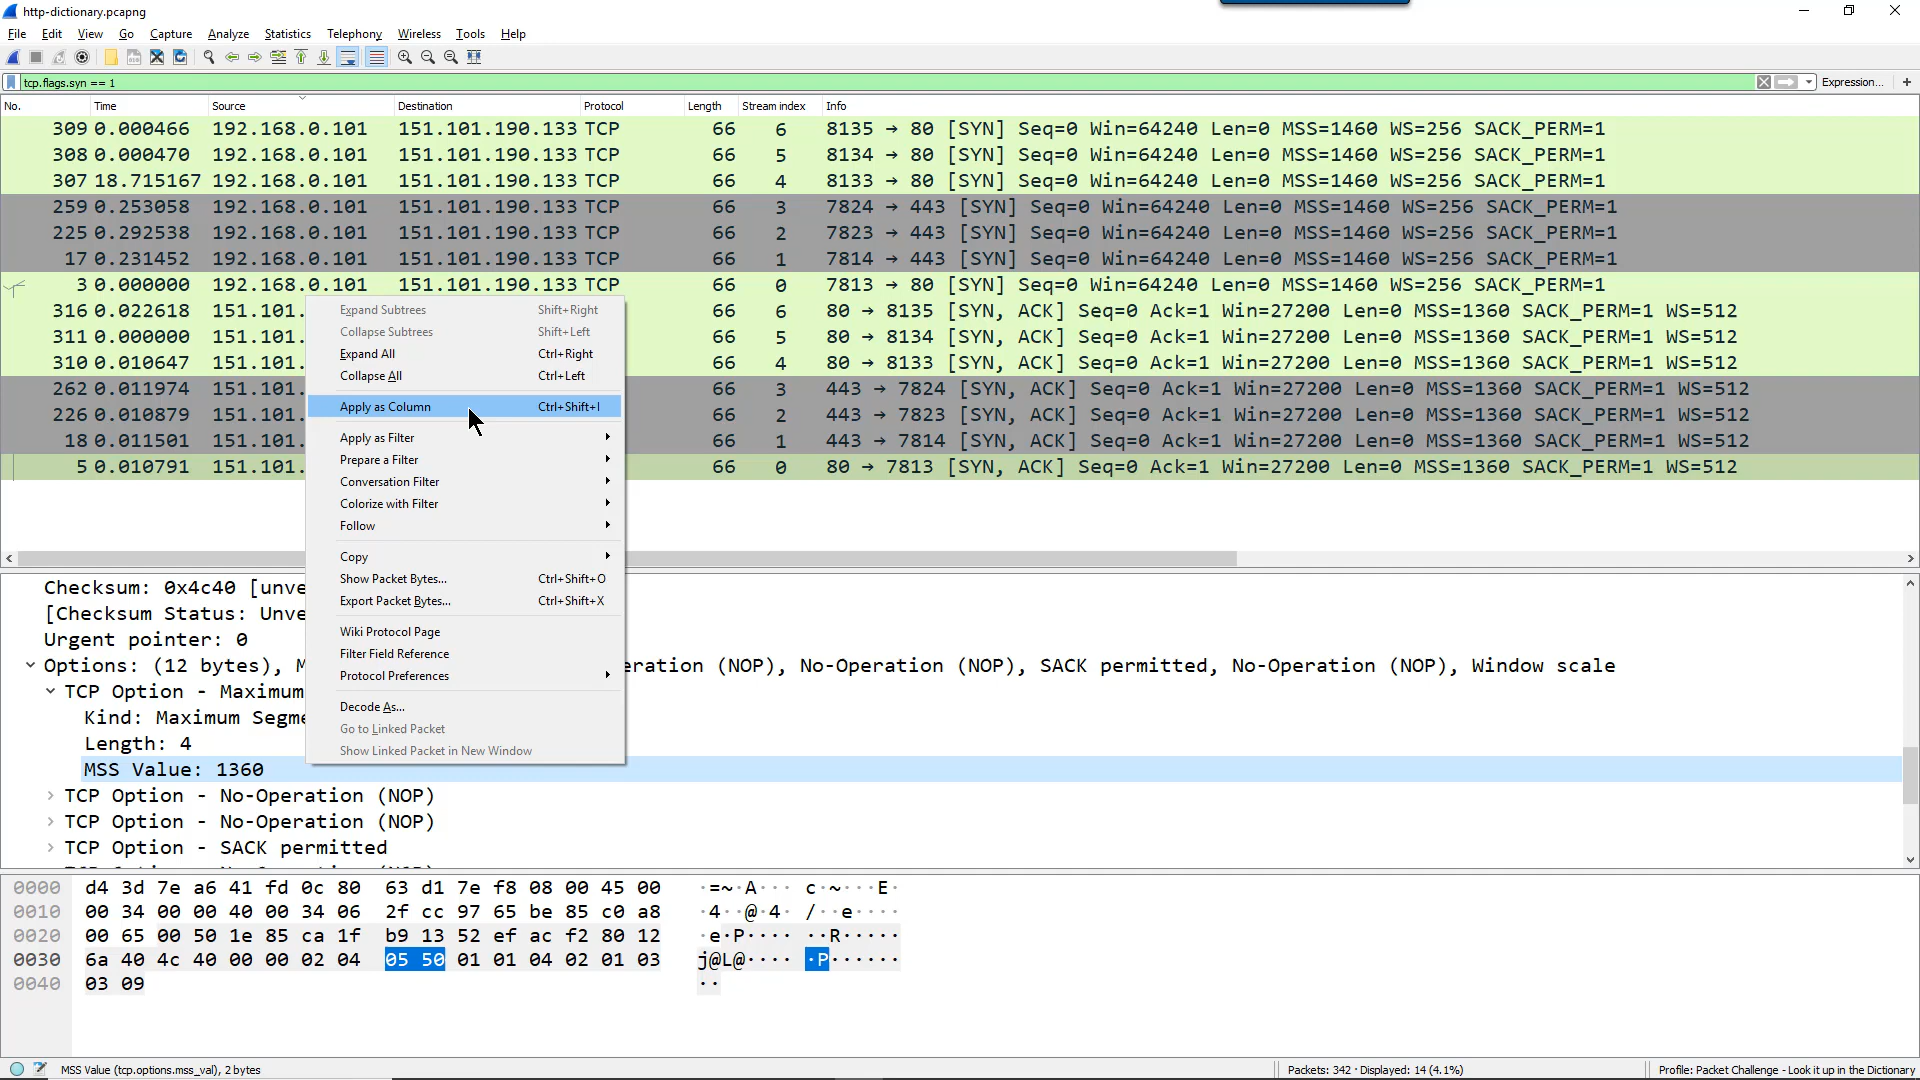 http-dictionary.pcapng
File Edit View Go Capture Analyze Statistics Telephony Wireless Tools Help
tcp.flags.syn == 1
Expression... +
No. Time Source Destination Protocol Length Stream index Info
309 0.000466 192.168.0.101 151.101.190.133 TCP 66 6 8135 → 80 [SYN] Seq=0 Win=64240 Len=0 MSS=1460 WS=256 SACK_PERM=1
308 0.000470 192.168.0.101 151.101.190.133 TCP 66 5 8134 → 80 [SYN] Seq=0 Win=64240 Len=0 MSS=1460 WS=256 SACK_PERM=1
307 18.715167 192.168.0.101 151.101.190.133 TCP 66 4 8133 → 80 [SYN] Seq=0 Win=64240 Len=0 MSS=1460 WS=256 SACK_PERM=1
259 0.253058 192.168.0.101 151.101.190.133 TCP 66 3 7824 → 443 [SYN] Seq=0 Win=64240 Len=0 MSS=1460 WS=256 SACK_PERM=1
225 0.292538 192.168.0.101 151.101.190.133 TCP 66 2 7823 → 443 [SYN] Seq=0 Win=64240 Len=0 MSS=1460 WS=256 SACK_PERM=1
17 0.231452 192.168.0.101 151.101.190.133 TCP 66 1 7814 → 443 [SYN] Seq=0 Win=64240 Len=0 MSS=1460 WS=256 SACK_PERM=1
3 0.000000 192.168.0.101 151.101.190.133 TCP 66 0 7813 → 80 [SYN] Seq=0 Win=64240 Len=0 MSS=1460 WS=256 SACK_PERM=1
316 0.022618 151.101. 66 6 80 → 8135 [SYN, ACK] Seq=0 Ack=1 Win=27200 Len=0 MSS=1360 SACK_PERM=1 WS=512
311 0.000000 151.101. 66 5 80 → 8134 [SYN, ACK] Seq=0 Ack=1 Win=27200 Len=0 MSS=1360 SACK_PERM=1 WS=512
310 0.010647 151.101. 66 4 80 → 8133 [SYN, ACK] Seq=0 Ack=1 Win=27200 Len=0 MSS=1360 SACK_PERM=1 WS=512
262 0.011974 151.101. 66 3 443 → 7824 [SYN, ACK] Seq=0 Ack=1 Win=27200 Len=0 MSS=1360 SACK_PERM=1 WS=512
226 0.010879 151.101. 66 2 443 → 7823 [SYN, ACK] Seq=0 Ack=1 Win=27200 Len=0 MSS=1360 SACK_PERM=1 WS=512
18 0.011501 151.101. 66 1 443 → 7814 [SYN, ACK] Seq=0 Ack=1 Win=27200 Len=0 MSS=1360 SACK_PERM=1 WS=512
5 0.010791 151.101. 66 0 80 → 7813 [SYN, ACK] Seq=0 Ack=1 Win=27200 Len=0 MSS=1360 SACK_PERM=1 WS=512
Expand Subtrees Shift+Right
Collapse Subtrees Shift+Left
Expand All Ctrl+Right
Collapse All Ctrl+Left
Apply as Column Ctrl+Shift+I
Apply as Filter
Prepare a Filter
Conversation Filter
Colorize with Filter
Follow
Copy
Show Packet Bytes... Ctrl+Shift+O
Export Packet Bytes... Ctrl+Shift+X
Wiki Protocol Page
Filter Field Reference
Protocol Preferences
Decode As...
Go to Linked Packet
Show Linked Packet in New Window
Checksum: 0x4c40 [unve
[Checksum Status: Unve
Urgent pointer: 0
Options: (12 bytes), M eration (NOP), No-Operation (NOP), SACK permitted, No-Operation (NOP), Window scale
TCP Option - Maximum
Kind: Maximum Segme
Length: 4
MSS Value: 1360
TCP Option - No-Operation (NOP)
TCP Option - No-Operation (NOP)
TCP Option - SACK permitted
0000 d4 3d 7e a6 41 fd 0c 80 63 d1 7e f8 08 00 45 00 ·=~·A··· c·~···E·
0010 00 34 00 00 40 00 34 06 2f cc 97 65 be 85 c0 a8 ·4··@·4· /··e····
0020 00 65 00 50 1e 85 ca 1f b9 13 52 ef ac f2 80 12 ·e·P···· ··R·····
0030 6a 40 4c 40 00 00 02 04 05 50 01 01 04 02 01 03 j@L@···· ·P······
0040 03 09 ··
MSS Value (tcp.options.mss_val), 2 bytes
Packets: 342 · Displayed: 14 (4.1%)
Profile: Packet Challenge - Look it up in the Dictionary